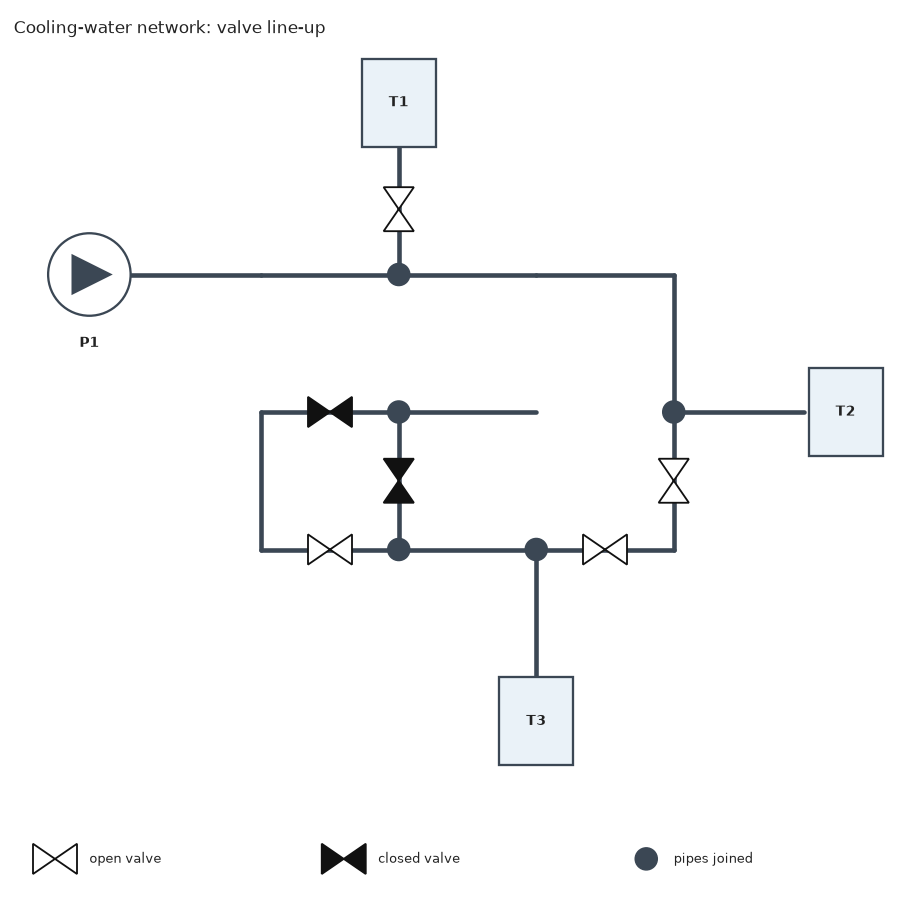 Cooling-water network: valve line-up
T1
P1
T2
T3
open valve
closed valve
pipes joined